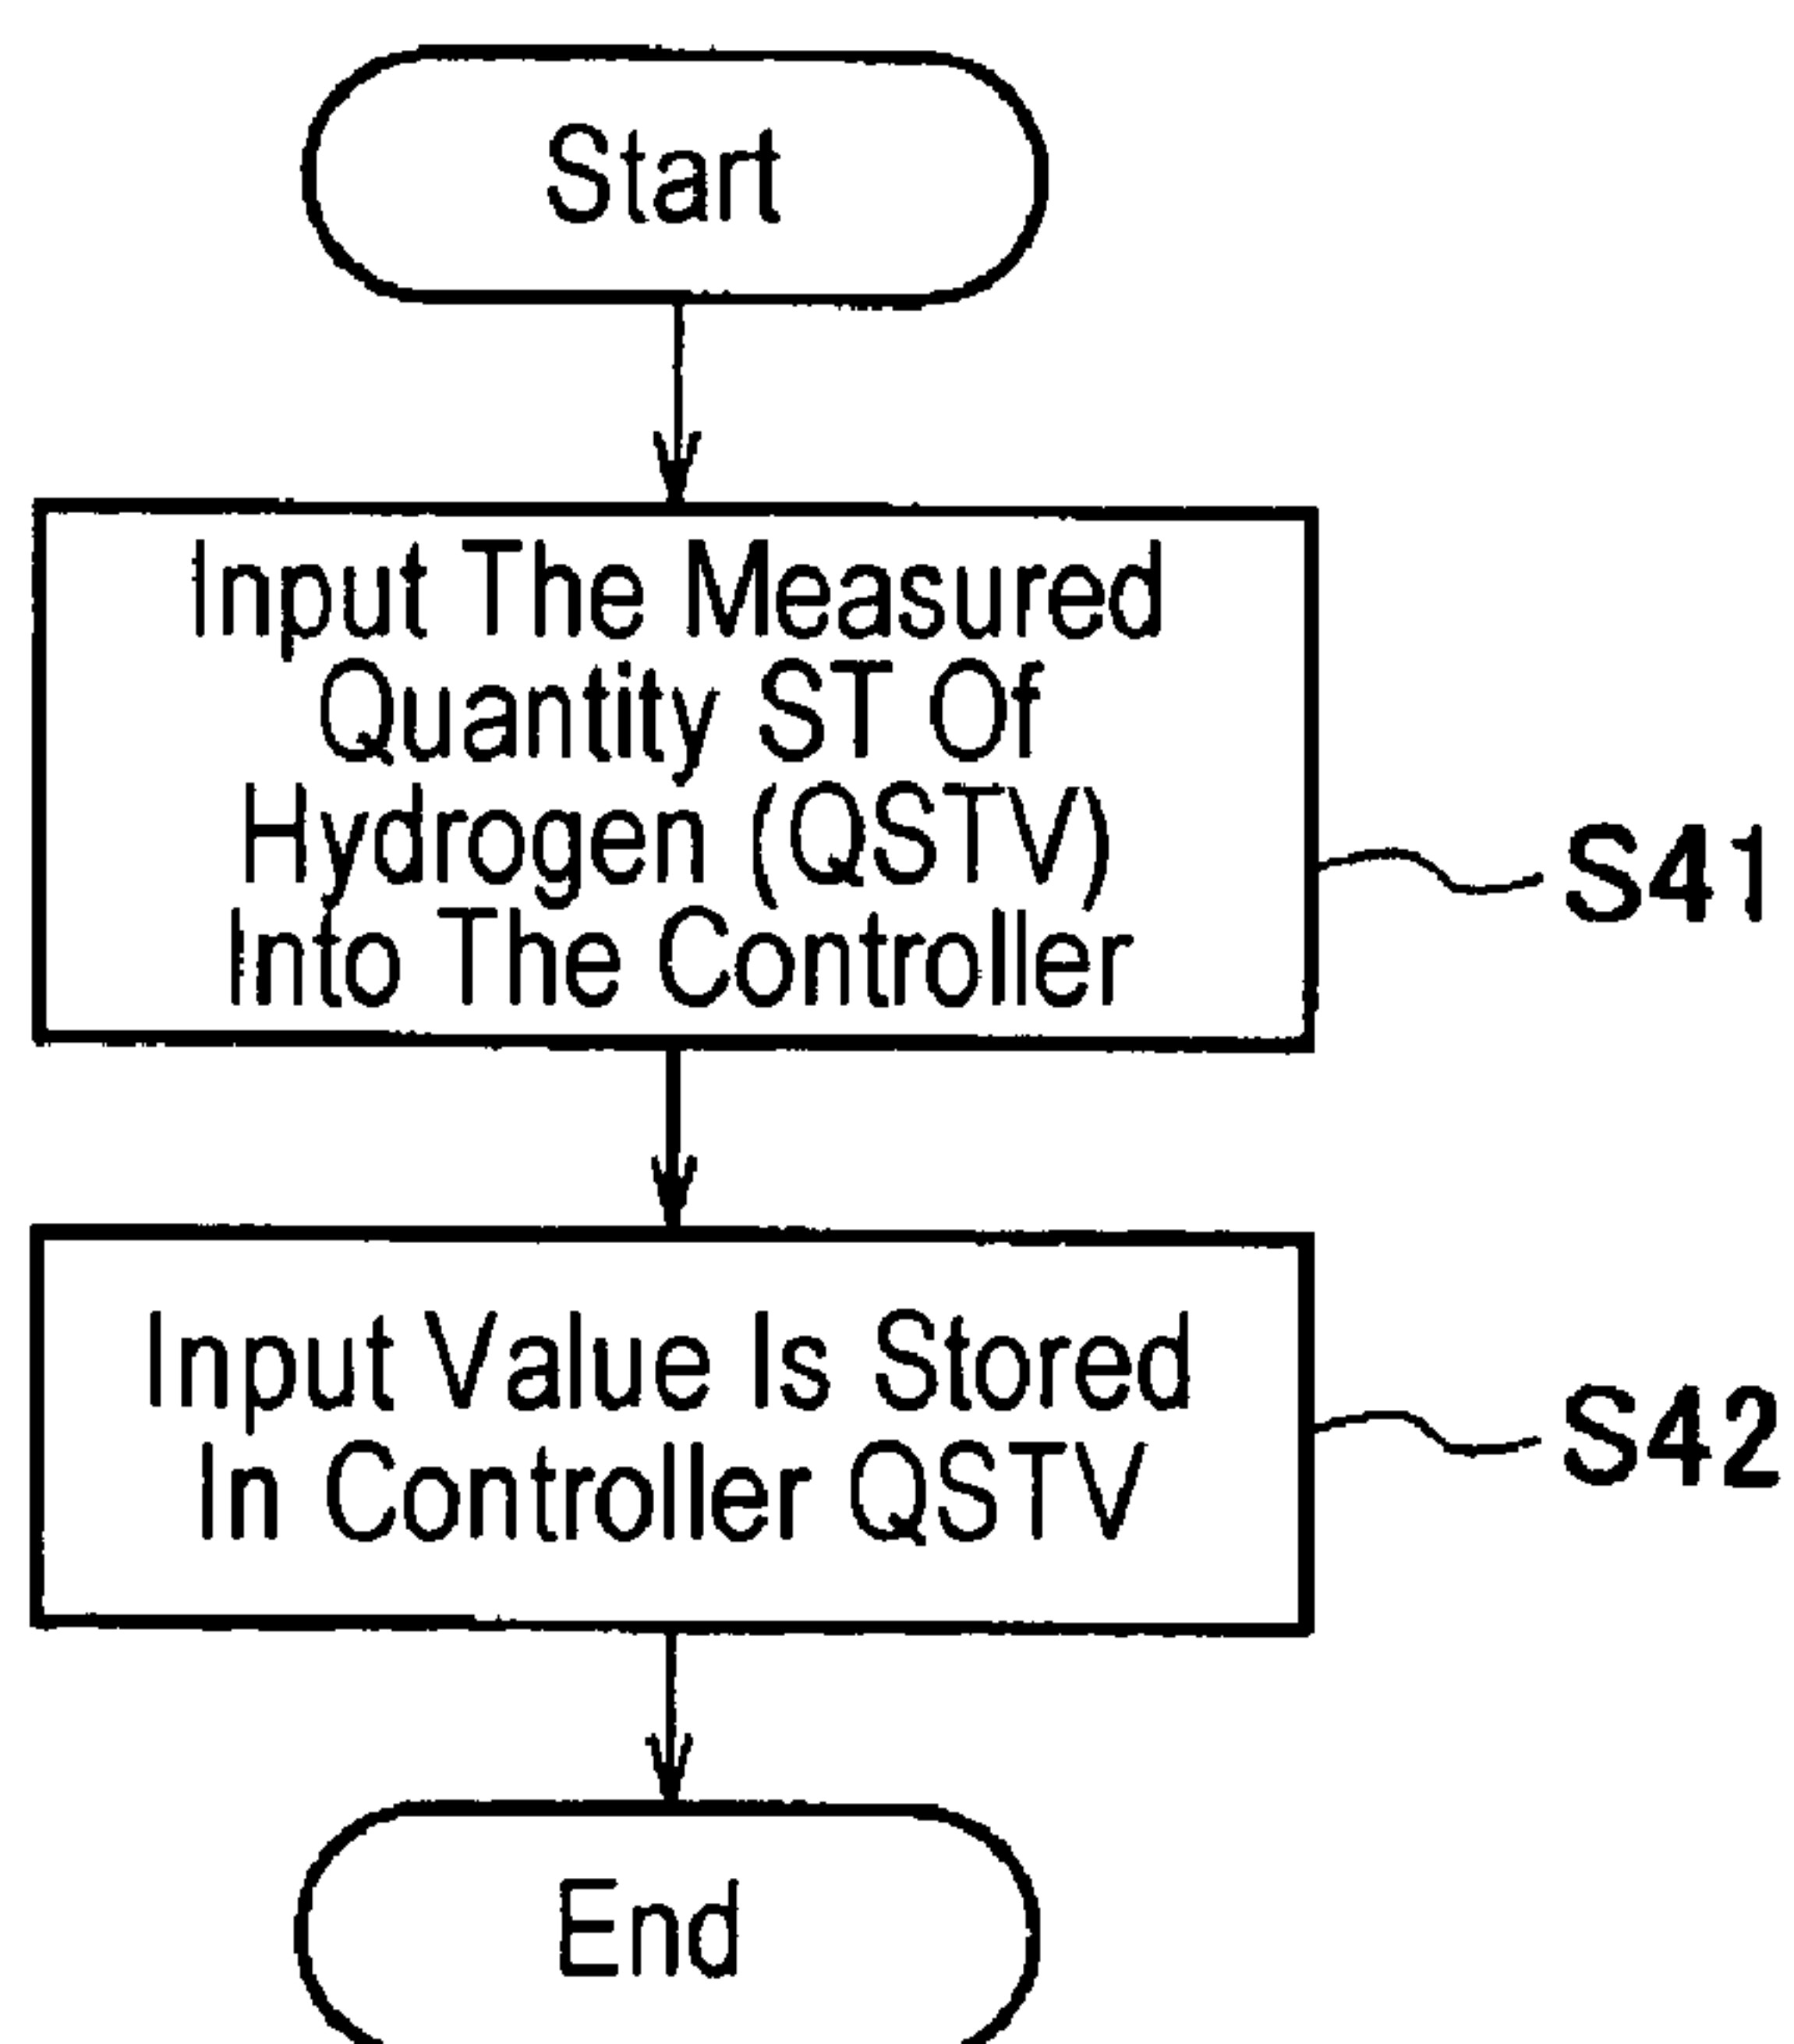 Start
Input The Measured
Quantity ST Of
Hydrogen (QSTV)
Into The Controller
S41
Input Value Is Stored
In Controller QSTV
S42
End